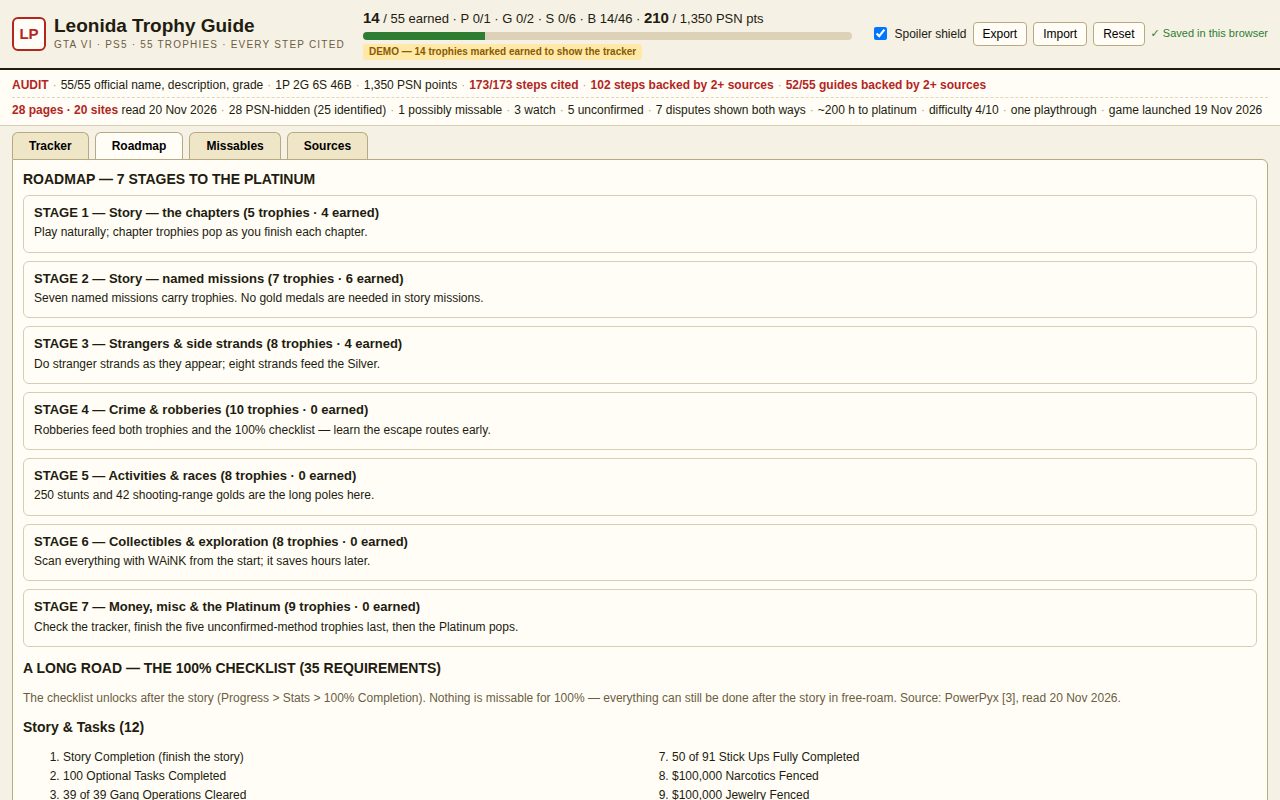 LP
Leonida Trophy Guide
GTA VI · PS5 · 55 TROPHIES · EVERY STEP CITED
14 / 55 earned · P 0/1 · G 0/2 · S 0/6 · B 14/46 · 210 / 1,350 PSN pts
DEMO — 14 trophies marked earned to show the tracker
Spoiler shield
Export
Import
Reset
✓ Saved in this browser
AUDIT · 55/55 official name, description, grade · 1P 2G 6S 46B · 1,350 PSN points · 173/173 steps cited · 102 steps backed by 2+ sources · 52/55 guides backed by 2+ sources
28 pages · 20 sites read 20 Nov 2026 · 28 PSN-hidden (25 identified) · 1 possibly missable · 3 watch · 5 unconfirmed · 7 disputes shown both ways · ~200 h to platinum · difficulty 4/10 · one playthrough · game launched 19 Nov 2026
Tracker
Roadmap
Missables
Sources
ROADMAP — 7 STAGES TO THE PLATINUM
STAGE 1 — Story — the chapters (5 trophies · 4 earned)
Play naturally; chapter trophies pop as you finish each chapter.
STAGE 2 — Story — named missions (7 trophies · 6 earned)
Seven named missions carry trophies. No gold medals are needed in story missions.
STAGE 3 — Strangers & side strands (8 trophies · 4 earned)
Do stranger strands as they appear; eight strands feed the Silver.
STAGE 4 — Crime & robberies (10 trophies · 0 earned)
Robberies feed both trophies and the 100% checklist — learn the escape routes early.
STAGE 5 — Activities & races (8 trophies · 0 earned)
250 stunts and 42 shooting-range golds are the long poles here.
STAGE 6 — Collectibles & exploration (8 trophies · 0 earned)
Scan everything with WAiNK from the start; it saves hours later.
STAGE 7 — Money, misc & the Platinum (9 trophies · 0 earned)
Check the tracker, finish the five unconfirmed-method trophies last, then the Platinum pops.
A LONG ROAD — THE 100% CHECKLIST (35 REQUIREMENTS)
The checklist unlocks after the story (Progress > Stats > 100% Completion). Nothing is missable for 100% — everything can still be done after the story in free-roam. Source: PowerPyx [3], read 20 Nov 2026.
Story & Tasks (12)
1. Story Completion (finish the story)
2. 100 Optional Tasks Completed
3. 39 of 39 Gang Operations Cleared
7. 50 of 91 Stick Ups Fully Completed
8. $100,000 Narcotics Fenced
9. $100,000 Jewelry Fenced